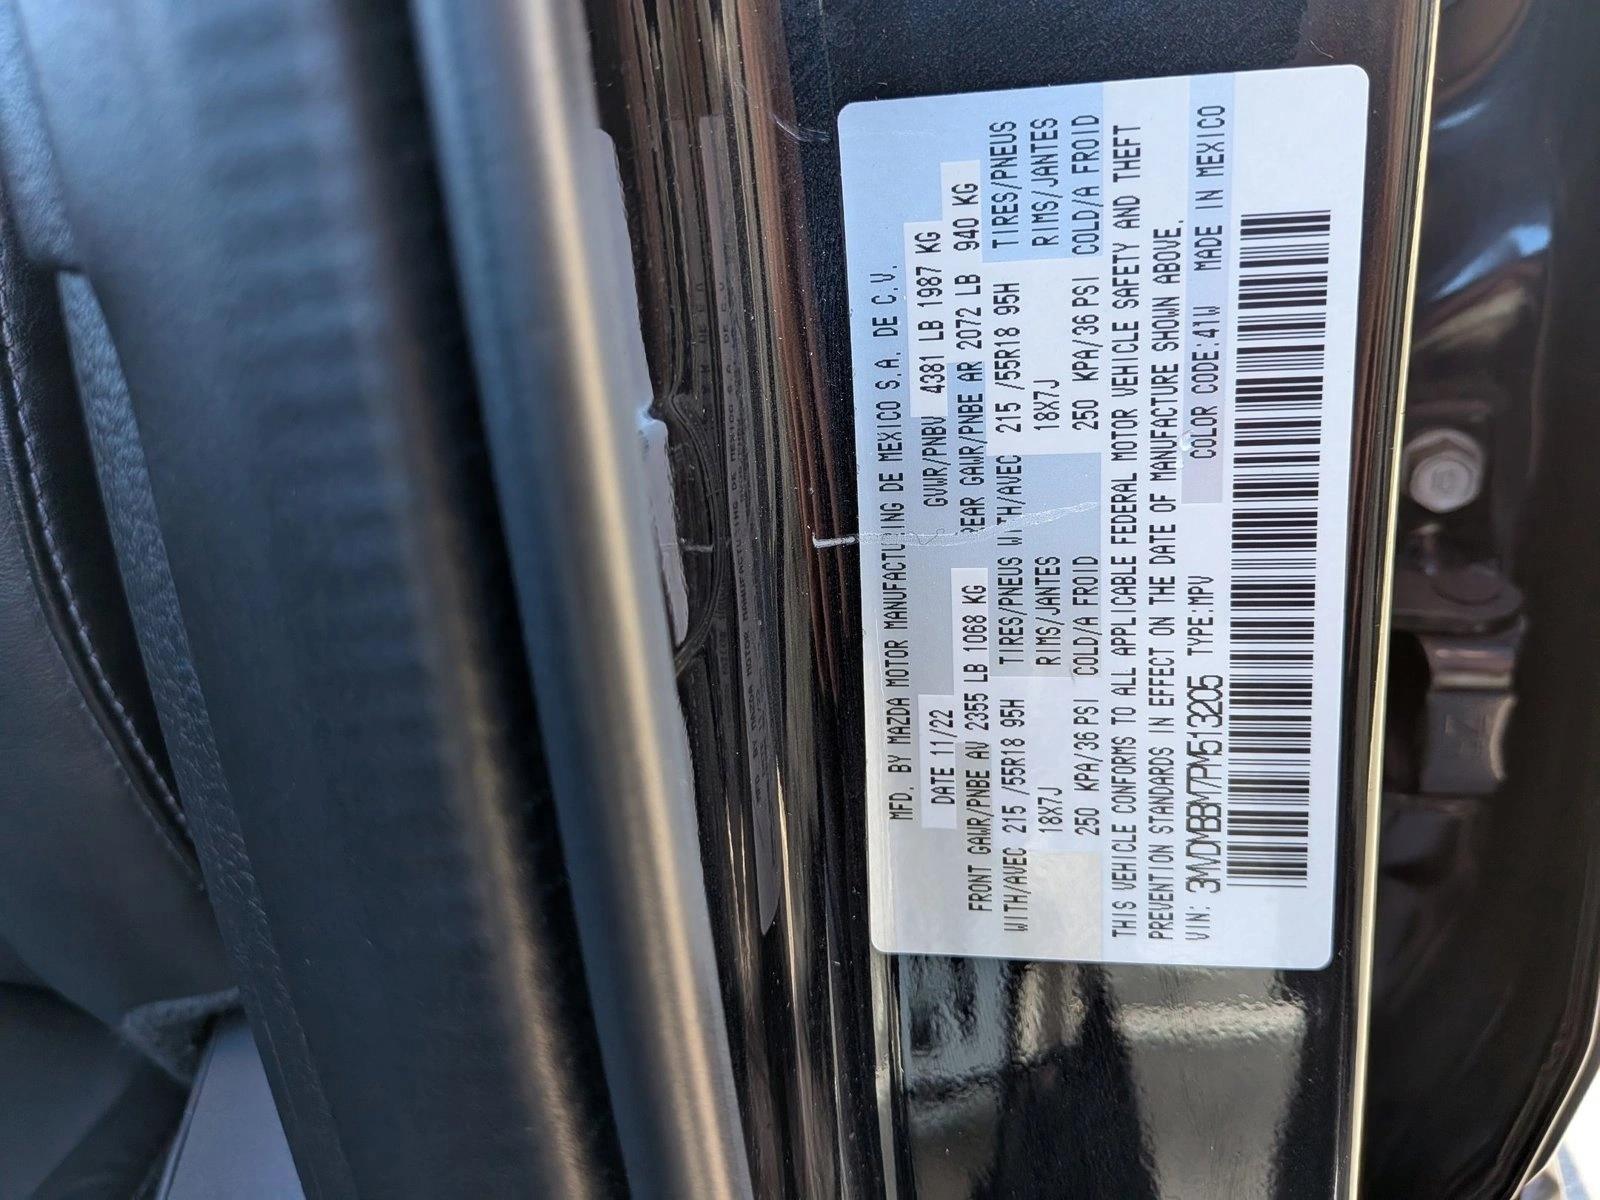 MFD. BY MAZDA MOTOR MANUFACTURING DE MEXICO S.A. DE C.V.
DATE 11/22 GVWR/PNBV 4381 LB 1987 KG
FRONT GAWR/PNBE AV 2355 LB 1068 KG REAR GAWR/PNBE AR 2072 LB 940 KG
WITH/AVEC 215 /55R18 95H TIRES/PNEUS WITH/AVEC 215 /55R18 95H TIRES/PNEUS
18X7J RIMS/JANTES 18X7J RIMS/JANTES
250 KPA/36 PSI COLD/A FROID 250 KPA/36 PSI COLD/A FROID
THIS VEHICLE CONFORMS TO ALL APPLICABLE FEDERAL MOTOR VEHICLE SAFETY AND THEFT
PREVENTION STANDARDS IN EFFECT ON THE DATE OF MANUFACTURE SHOWN ABOVE.
VIN: 3MVDMBBM7PM513205 TYPE:MPV COLOR CODE:41W MADE IN MEXICO